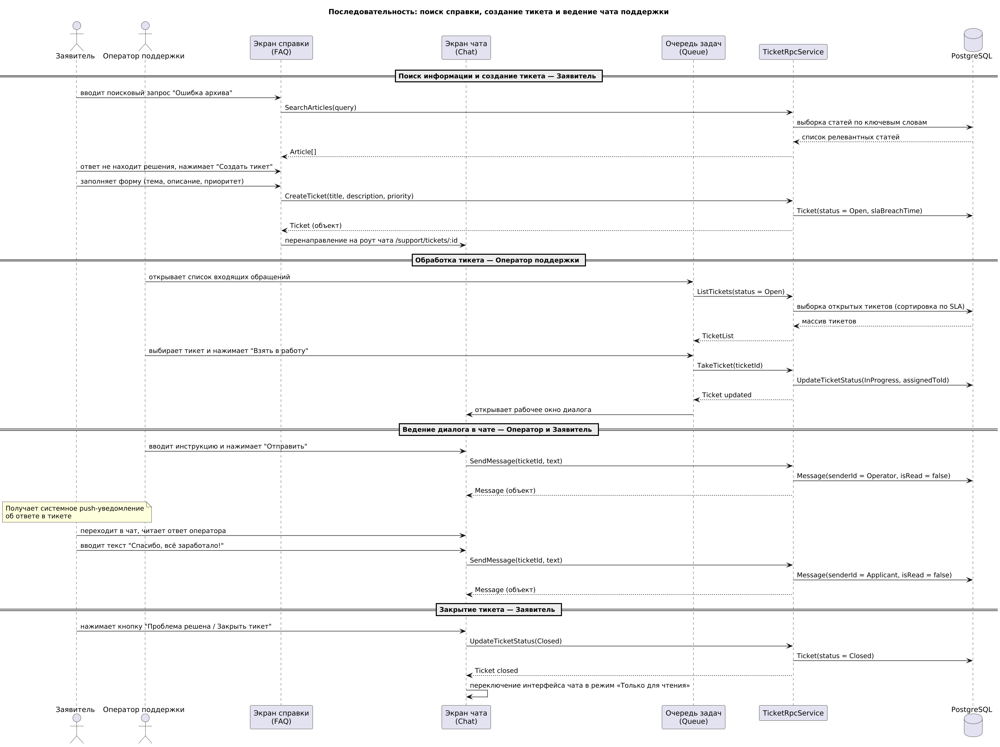 Последовательность: поиск справки, создание тикета и ведение чата поддержки
Заявитель
Оператор поддержки
Экран справки
(FAQ)
Экран чата
(Chat)
Очередь задач
(Queue)
TicketRpcService
PostgreSQL
Поиск информации и создание тикета — Заявитель
вводит поисковый запрос "Ошибка архива"
SearchArticles(query)
выборка статей по ключевым словам
список релевантных статей
Article[]
ответ не находит решения, нажимает "Создать тикет"
заполняет форму (тема, описание, приоритет)
CreateTicket(title, description, priority)
Ticket(status = Open, slaBreachTime)
Ticket (объект)
перенаправление на роут чата /support/tickets/:id
Обработка тикета — Оператор поддержки
открывает список входящих обращений
ListTickets(status = Open)
выборка открытых тикетов (сортировка по SLA)
массив тикетов
TicketList
выбирает тикет и нажимает "Взять в работу"
TakeTicket(ticketId)
UpdateTicketStatus(InProgress, assignedToId)
Ticket updated
открывает рабочее окно диалога
Ведение диалога в чате — Оператор и Заявитель
вводит инструкцию и нажимает "Отправить"
SendMessage(ticketId, text)
Message(senderId = Operator, isRead = false)
Message (объект)
Получает системное push-уведомление
об ответе в тикете
переходит в чат, читает ответ оператора
вводит текст "Спасибо, всё заработало!"
SendMessage(ticketId, text)
Message(senderId = Applicant, isRead = false)
Message (объект)
Закрытие тикета — Заявитель
нажимает кнопку "Проблема решена / Закрыть тикет"
UpdateTicketStatus(Closed)
Ticket(status = Closed)
Ticket closed
переключение интерфейса чата в режим «Только для чтения»
Заявитель
Оператор поддержки
Экран справки
(FAQ)
Экран чата
(Chat)
Очередь задач
(Queue)
TicketRpcService
PostgreSQL